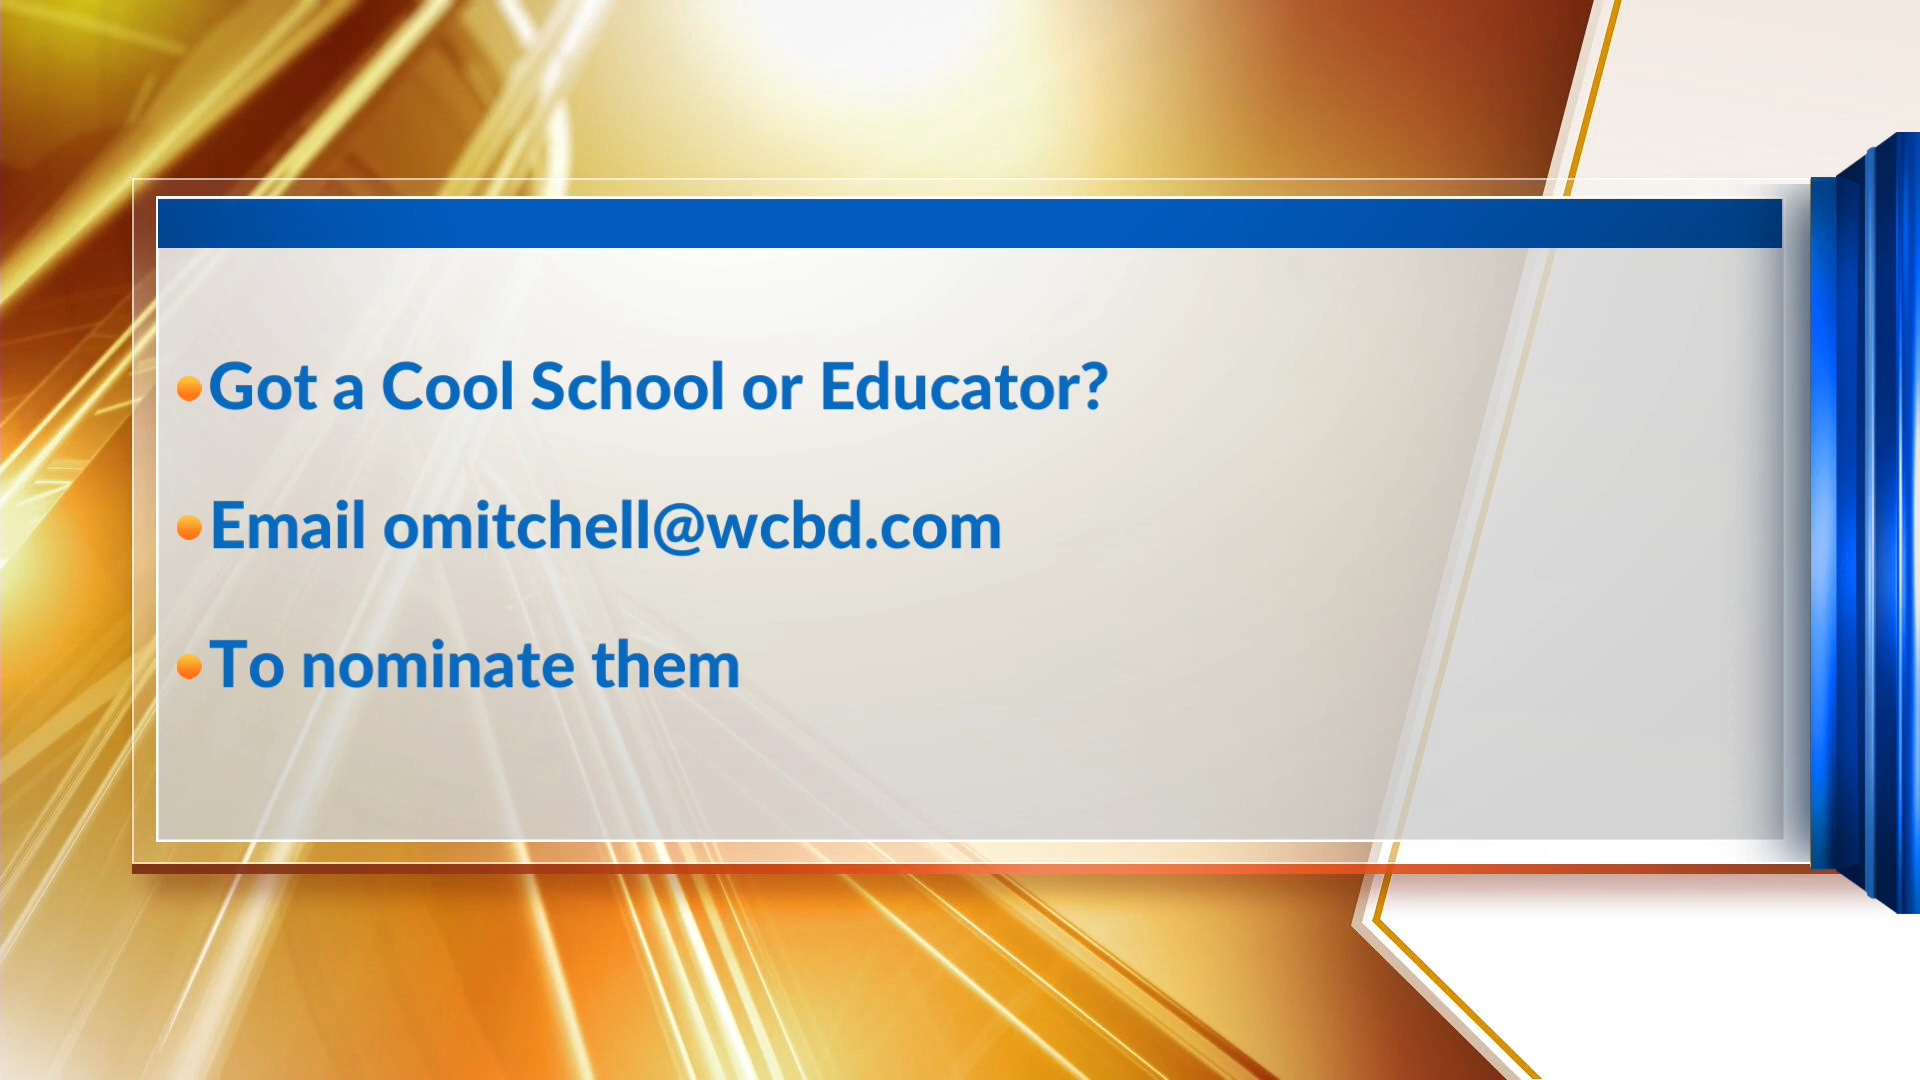 Got a Cool School or Educator?
Email omitchell@wcbd.com
To nominate them